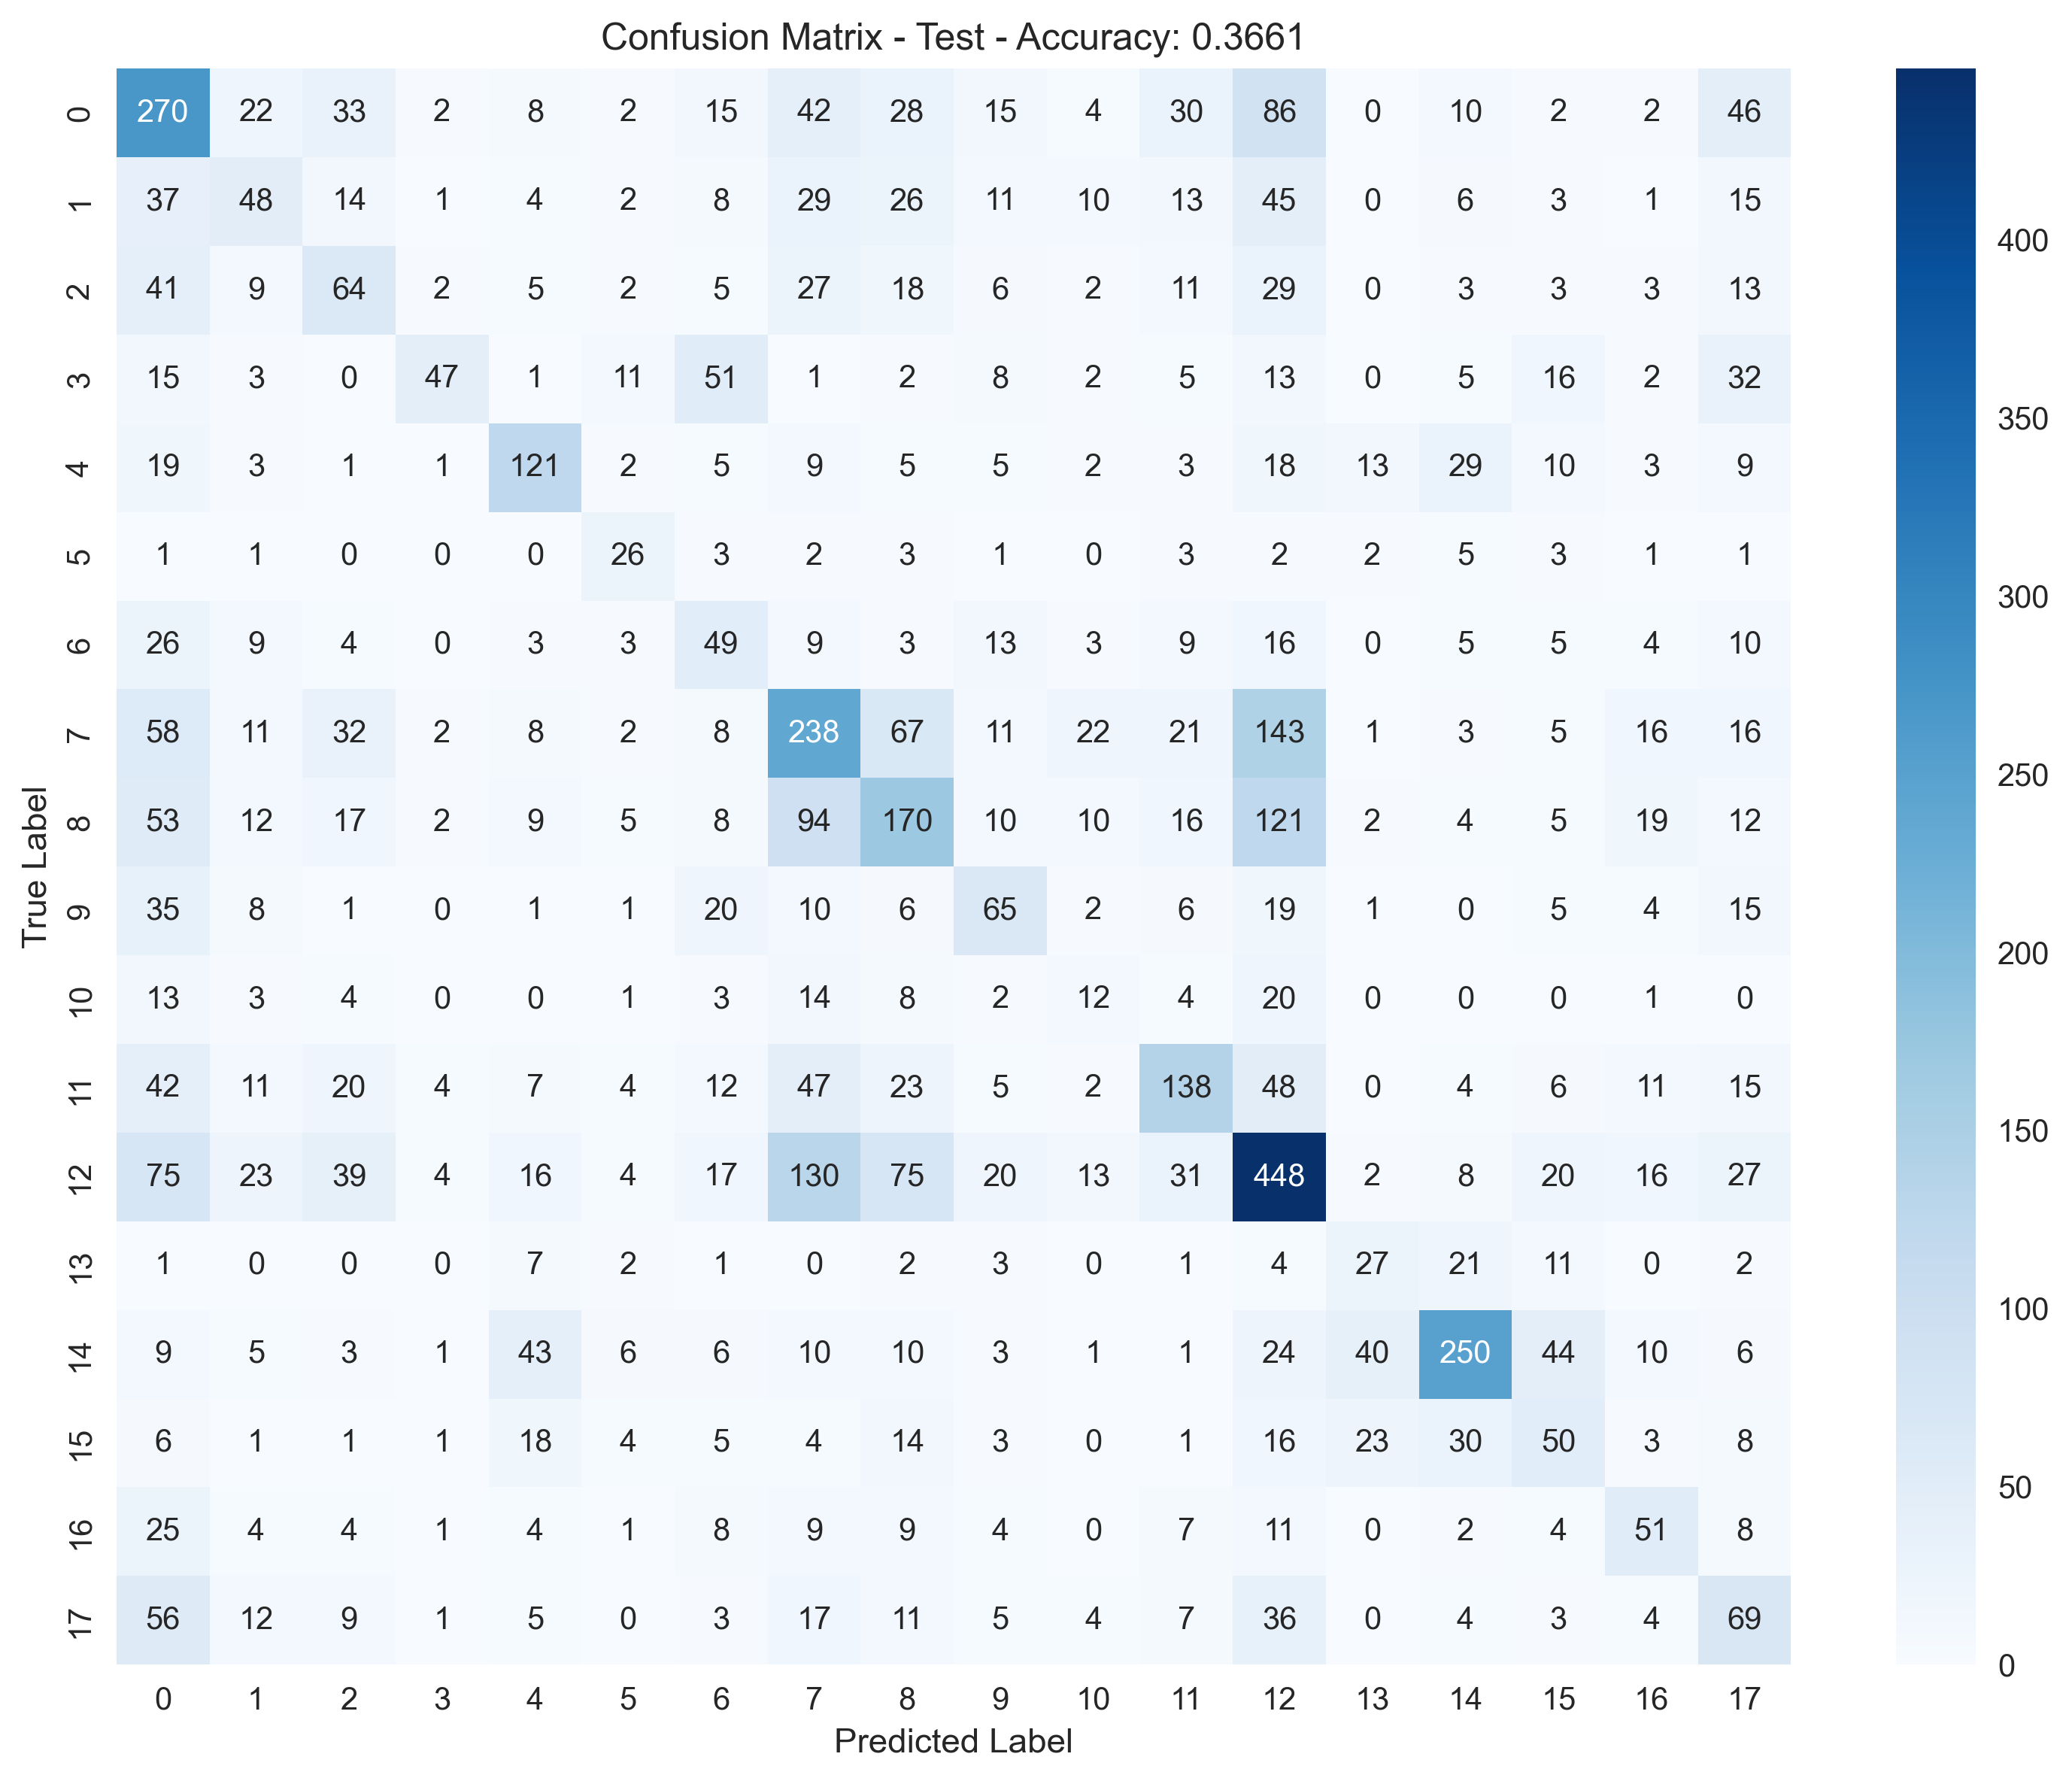 Confusion Matrix - Test - Accuracy: 0.3661
0 270 22 33 2 8 2 15 42 28 15 4 30 86 0 10 2 2 46
1 37 48 14 1 4 2 8 29 26 11 10 13 45 0 6 3 1 15
2 41 9 64 2 5 2 5 27 18 6 2 11 29 0 3 3 3 13
3 15 3 0 47 1 11 51 1 2 8 2 5 13 0 5 16 2 32
4 19 3 1 1 121 2 5 9 5 5 2 3 18 13 29 10 3 9
5 1 1 0 0 0 26 3 2 3 1 0 3 2 2 5 3 1 1
6 26 9 4 0 3 3 49 9 3 13 3 9 16 0 5 5 4 10
7 58 11 32 2 8 2 8 238 67 11 22 21 143 1 3 5 16 16
8 53 12 17 2 9 5 8 94 170 10 10 16 121 2 4 5 19 12
9 35 8 1 0 1 1 20 10 6 65 2 6 19 1 0 5 4 15
10 13 3 4 0 0 1 3 14 8 2 12 4 20 0 0 0 1 0
11 42 11 20 4 7 4 12 47 23 5 2 138 48 0 4 6 11 15
12 75 23 39 4 16 4 17 130 75 20 13 31 448 2 8 20 16 27
13 1 0 0 0 7 2 1 0 2 3 0 1 4 27 21 11 0 2
14 9 5 3 1 43 6 6 10 10 3 1 1 24 40 250 44 10 6
15 6 1 1 1 18 4 5 4 14 3 0 1 16 23 30 50 3 8
16 25 4 4 1 4 1 8 9 9 4 0 7 11 0 2 4 51 8
17 56 12 9 1 5 0 3 17 11 5 4 7 36 0 4 3 4 69
0 1 2 3 4 5 6 7 8 9 10 11 12 13 14 15 16 17
Predicted Label
True Label
400
350
300
250
200
150
100
50
0